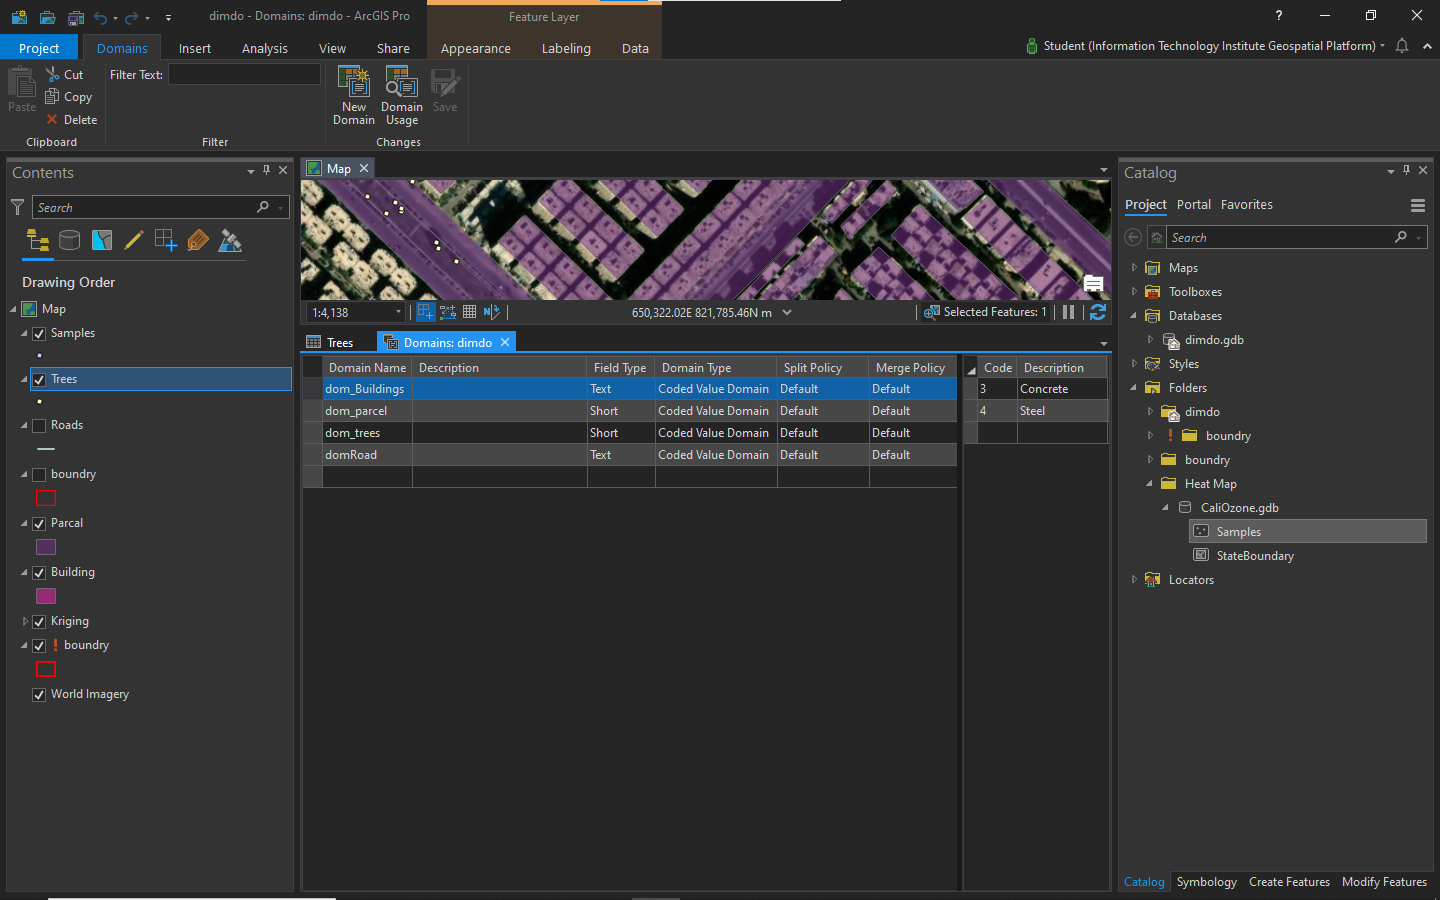 dimdo - Domains: dimdo - ArcGIS Pro
Feature Layer
?
Project
Domains
Insert
Analysis
View
Share
Appearance
Labeling
Data
Student (Information Technology Institute Geospatial Platform)
Paste
Cut
Copy
Delete
Clipboard
Filter Text:
Filter
New Domain
Domain Usage
Save
Changes
Contents
Search
Drawing Order
Map
Samples
Trees
Roads
boundry
Parcal
Building
Kriging
! boundry
World Imagery
Map
1:4,138
650,322.02E 821,785.46N m
Selected Features: 1
Trees
Domains: dimdo
Domain Name Description Field Type Domain Type Split Policy Merge Policy
dom_Buildings Text Coded Value Domain Default Default
dom_parcel Short Coded Value Domain Default Default
dom_trees Short Coded Value Domain Default Default
domRoad Text Coded Value Domain Default Default
Code Description
3 Concrete
4 Steel
Catalog
Project Portal Favorites
Search
Maps
Toolboxes
Databases
dimdo.gdb
Styles
Folders
dimdo
! boundry
boundry
Heat Map
CaliOzone.gdb
Samples
StateBoundary
Locators
Catalog Symbology Create Features Modify Features